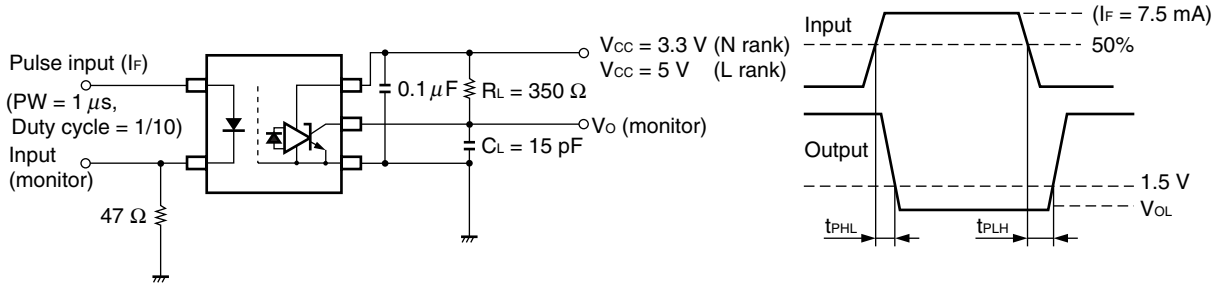 Pulse input (IF)
(PW = 1 μs,
Duty cycle = 1/10)
Input
(monitor)
47 Ω
0.1 μF
RL = 350 Ω
CL = 15 pF
VCC = 3.3 V (N rank)
VCC = 5 V (L rank)
VO (monitor)
Input
(IF = 7.5 mA)
50%
Output
1.5 V
VOL
tPHL
tPLH